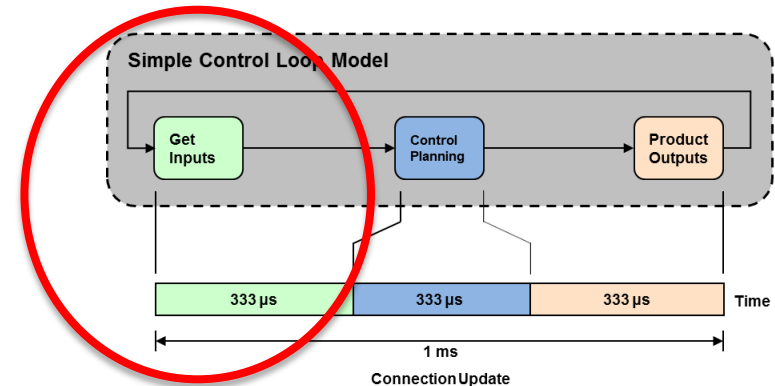 Simple Control Loop Model
Get
Inputs
Control
Planning
Product
Outputs
333 µs
333 µs
333 µs
Time
1 ms
Connection Update